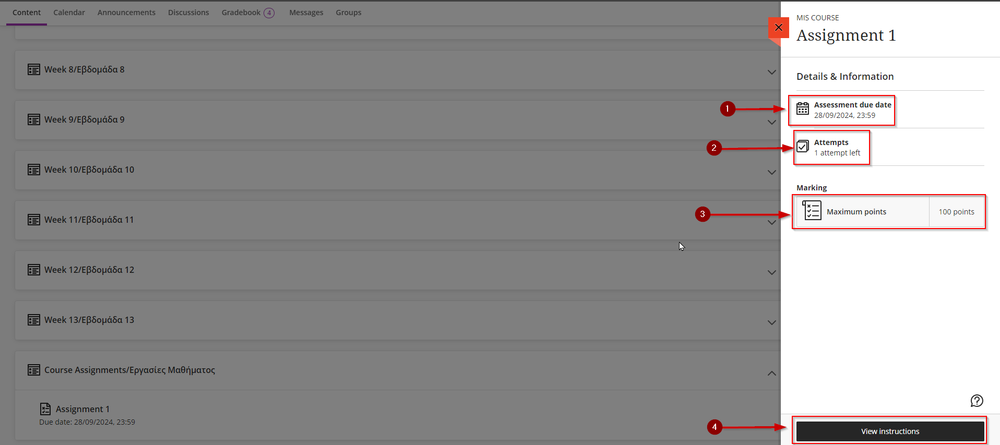 Content Calendar Announcements Discussions Gradebook 4 Messages Groups
Week 8/Εβδομάδα 8
Week 9/Εβδομάδα 9
Week 10/Εβδομάδα 10
Week 11/Εβδομάδα 11
Week 12/Εβδομάδα 12
Week 13/Εβδομάδα 13
Course Assignments/Εργασίες Μαθήματος
Assignment 1
Due date: 28/09/2024, 23:59
MIS COURSE
Assignment 1
Details & Information
1
Assessment due date
28/09/2024, 23:59
2
Attempts
1 attempt left
Marking
3
Maximum points 100 points
4
View instructions